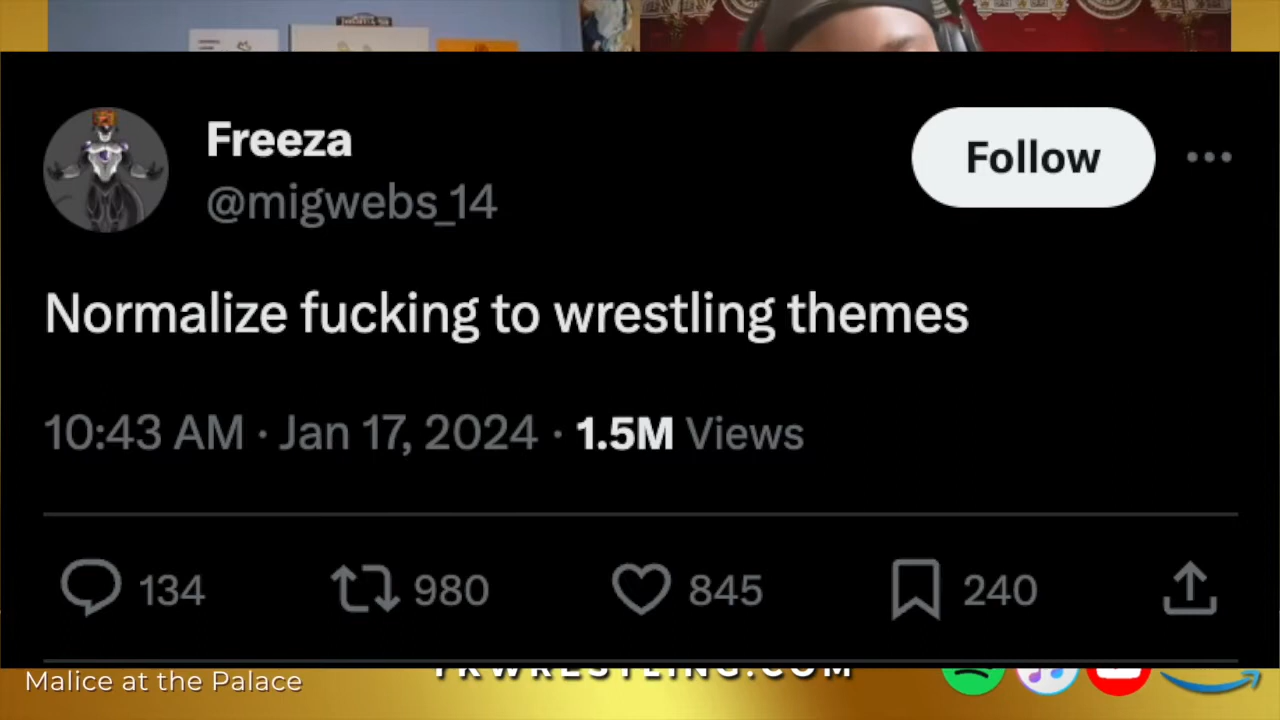 Freeza
Follow
@migwebs_14
Normalize fucking to wrestling themes
10:43 AM · Jan 17, 2024 · 1.5M Views
134 980 845 240
Malice at the Palace